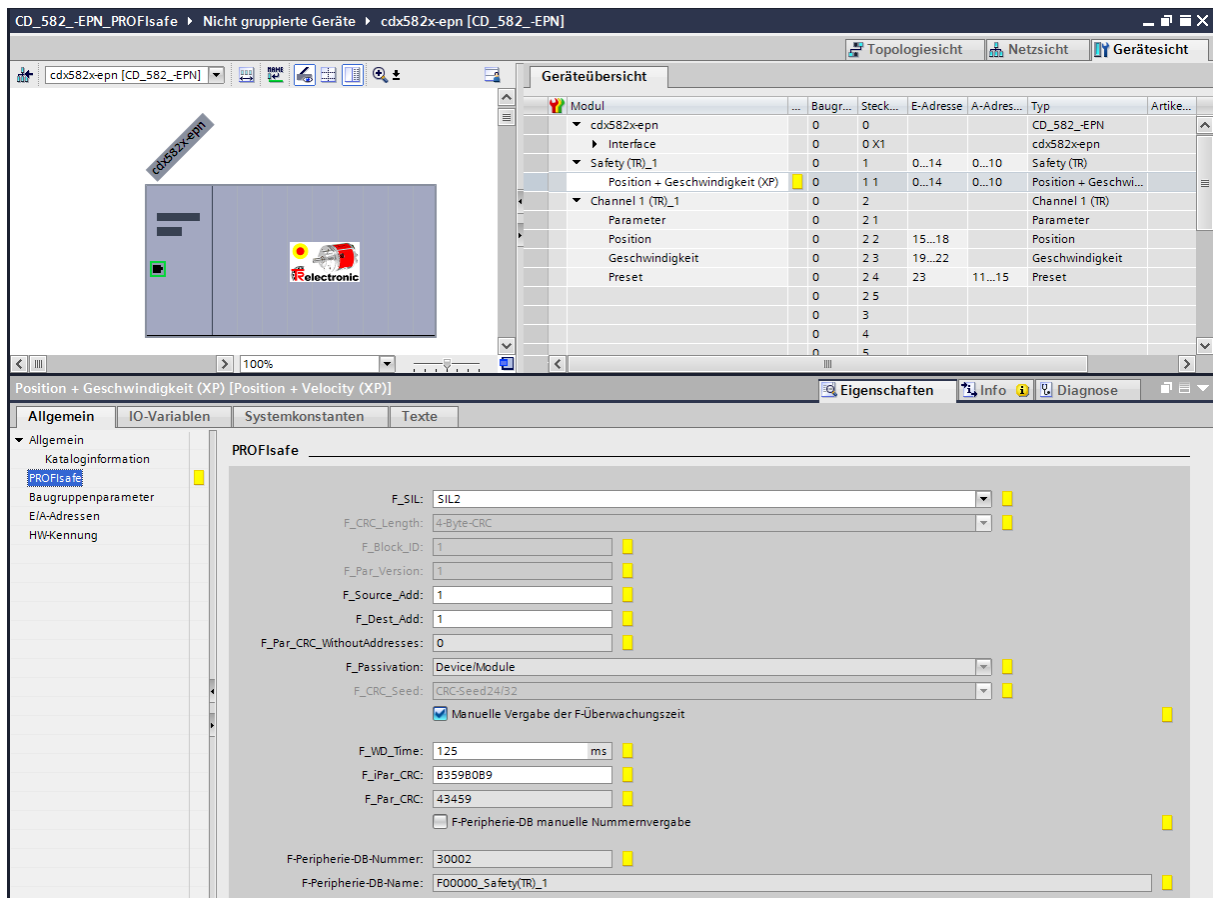 CD_582_-EPN_PROFIsafe ▸ Nicht gruppierte Geräte ▸ cdx582x-epn [CD_582_-EPN]
Topologiesicht Netzsicht Gerätesicht
cdx582x-epn [CD_582_-EPN]
cdx582x-epn
TRelectronic
100%
Geräteübersicht
Modul ... Baugr... Steck... E-Adresse A-Adres... Typ Artike...
cdx582x-epn 0 0 CD_582_-EPN
Interface 0 0 X1 cdx582x-epn
Safety (TR)_1 0 1 0...14 0...10 Safety (TR)
Position + Geschwindigkeit (XP) 0 1 1 0...14 0...10 Position + Geschwi...
Channel 1 (TR)_1 0 2 Channel 1 (TR)
Parameter 0 2 1 Parameter
Position 0 2 2 15...18 Position
Geschwindigkeit 0 2 3 19...22 Geschwindigkeit
Preset 0 2 4 23 11...15 Preset
0 2 5
0 3
0 4
0 5
Position + Geschwindigkeit (XP) [Position + Velocity (XP)]
Eigenschaften Info Diagnose
Allgemein IO-Variablen Systemkonstanten Texte
Allgemein
Kataloginformation
PROFIsafe
Baugruppenparameter
E/A-Adressen
HW-Kennung
PROFIsafe
F_SIL: SIL2
F_CRC_Length: 4-Byte-CRC
F_Block_ID: 1
F_Par_Version: 1
F_Source_Add: 1
F_Dest_Add: 1
F_Par_CRC_WithoutAddresses: 0
F_Passivation: Device/Module
F_CRC_Seed: CRC-Seed24/32
Manuelle Vergabe der F-Überwachungszeit
F_WD_Time: 125 ms
F_iPar_CRC: B359B0B9
F_Par_CRC: 43459
F-Peripherie-DB manuelle Nummernvergabe
F-Peripherie-DB-Nummer: 30002
F-Peripherie-DB-Name: F00000_Safety(TR)_1